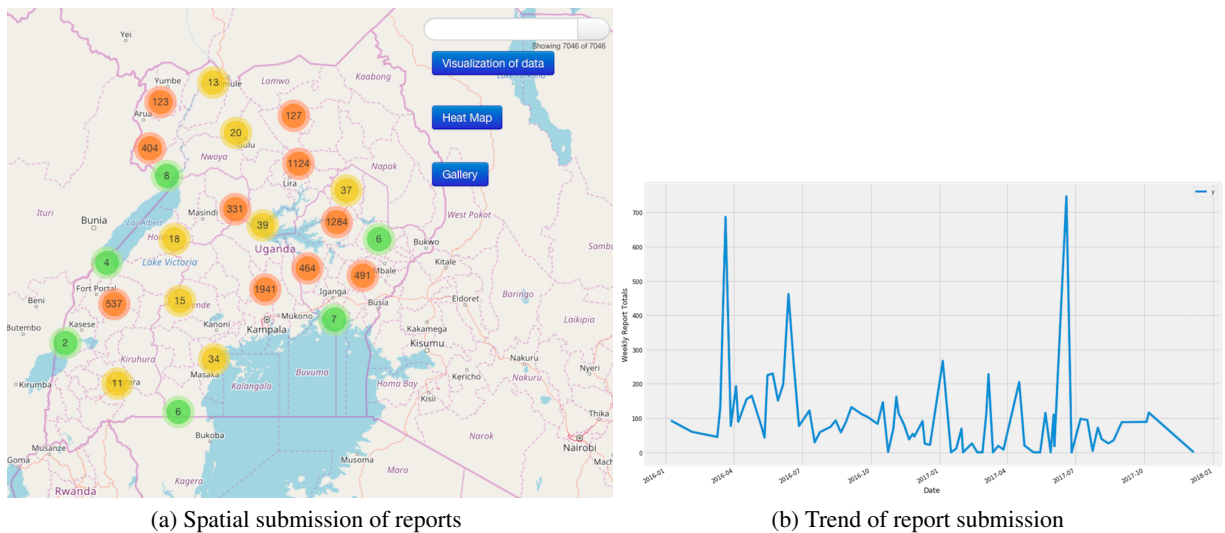 Yei
Showing 7046 of 7046
Visualization of data
Lamwo
Kaabong
Yumbe
13
123
Arua
127
Heat Map
20
Nwoya
404
1124
Napak
Gallery
8
Lira
37
Ituri
Masindi
331
1284
West Pokot
Bunia
Lac Albert
39
18
6
Bukwo
Uganda
Lake Victoria
4
464
491
Mbale
Kitale
Fort Portal
Beni
537
15
1941
Iganga
Busia
Eldoret
Baringo
Butembo
Kasese
Kanoni
Mukono
7
Kampala
Kakamega
Laikipia
2
Kisumu
Kiruhura
34
Masaka
Nakuru
Nyeri
Kirumba
11
Kalangala
Buvuma
Homa Bay
Kericho
Nakuru
Kisii
6
Thika
Bukoba
Musanze
Narok
Nairobi
Goma
Musoma
Mara
Kagera
Rwanda
(a) Spatial submission of reports
y
700
600
500
400
300
200
100
0
Weekly Report Totals
2016-01
2016-04
2016-07
2016-10
2017-01
2017-04
2017-07
2017-10
2018-01
Date
(b) Trend of report submission